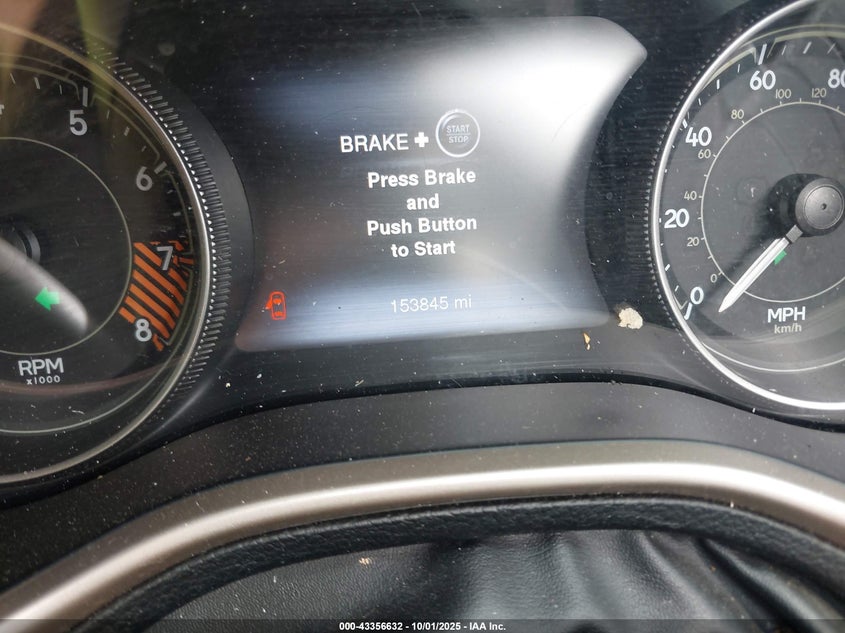 4
5
6
7
8
RPM
x1000
BRAKE + START STOP
Press Brake
and
Push Button
to Start
153845 mi
0
20
40
60
80
0
20
40
60
80
100
120
MPH
km/h
000-43356632 - 10/01/2025 - IAA Inc.